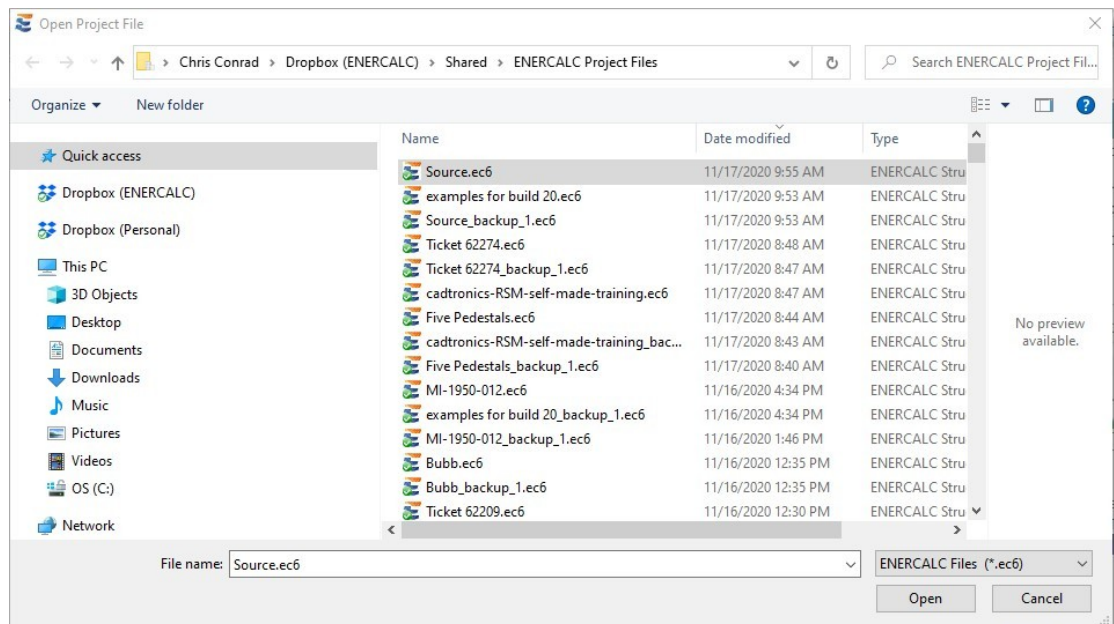 Open Project File
Chris Conrad > Dropbox (ENERCALC) > Shared > ENERCALC Project Files
Search ENERCALC Project Fil...
Organize
New folder
Quick access
Dropbox (ENERCALC)
Dropbox (Personal)
This PC
3D Objects
Desktop
Documents
Downloads
Music
Pictures
Videos
OS (C:)
Network
Name Date modified Type
Source.ec6 11/17/2020 9:55 AM ENERCALC Stru
examples for build 20.ec6 11/17/2020 9:53 AM ENERCALC Stru
Source_backup_1.ec6 11/17/2020 9:53 AM ENERCALC Stru
Ticket 62274.ec6 11/17/2020 8:48 AM ENERCALC Stru
Ticket 62274_backup_1.ec6 11/17/2020 8:47 AM ENERCALC Stru
cadtronics-RSM-self-made-training.ec6 11/17/2020 8:47 AM ENERCALC Stru
Five Pedestals.ec6 11/17/2020 8:44 AM ENERCALC Stru
cadtronics-RSM-self-made-training_bac... 11/17/2020 8:43 AM ENERCALC Stru
Five Pedestals_backup_1.ec6 11/17/2020 8:40 AM ENERCALC Stru
MI-1950-012.ec6 11/16/2020 4:34 PM ENERCALC Stru
examples for build 20_backup_1.ec6 11/16/2020 4:34 PM ENERCALC Stru
MI-1950-012_backup_1.ec6 11/16/2020 1:46 PM ENERCALC Stru
Bubb.ec6 11/16/2020 12:35 PM ENERCALC Stru
Bubb_backup_1.ec6 11/16/2020 12:35 PM ENERCALC Stru
Ticket 62209.ec6 11/16/2020 12:30 PM ENERCALC Stru
No preview
available.
File name: Source.ec6
ENERCALC Files (*.ec6)
Open
Cancel